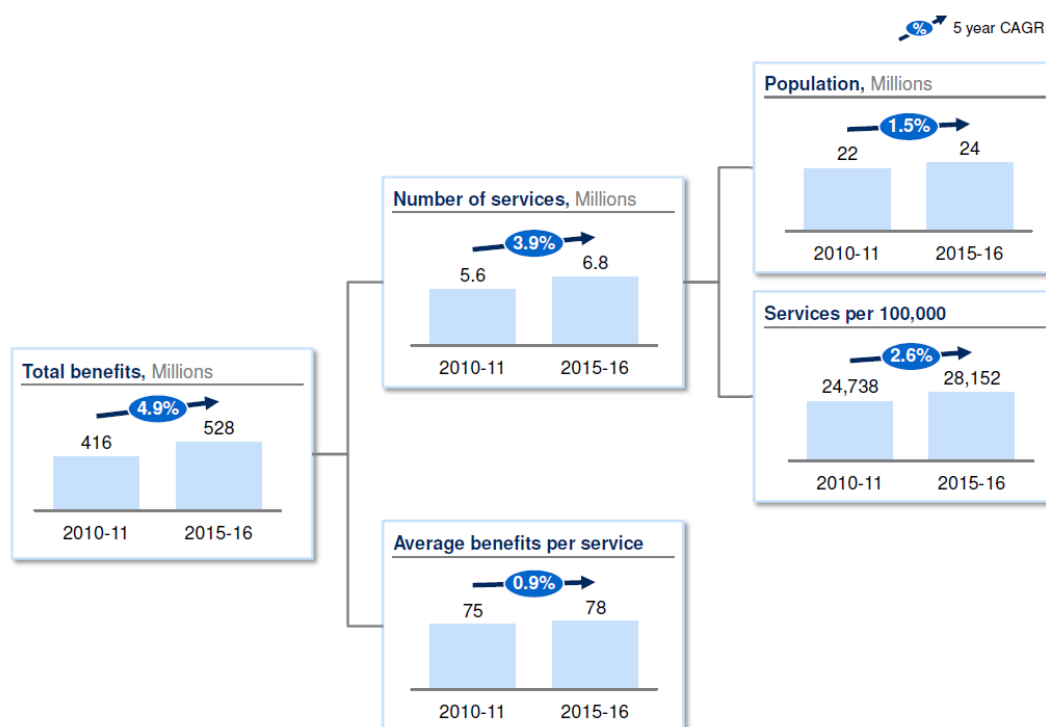 % 5 year CAGR
Population, Millions
1.5%
22 24
2010-11 2015-16
Number of services, Millions
3.9%
5.6 6.8
2010-11 2015-16
Services per 100,000
2.6%
24,738 28,152
2010-11 2015-16
Total benefits, Millions
4.9%
416 528
2010-11 2015-16
Average benefits per service
0.9%
75 78
2010-11 2015-16